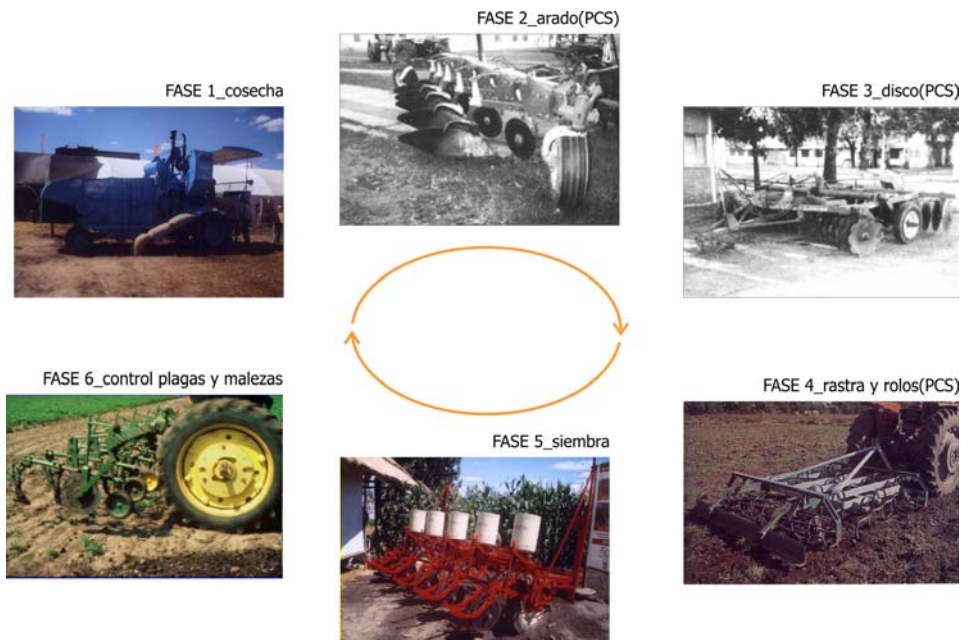 FASE 1_cosecha
FASE 2_arado(PCS)
FASE 3_disco(PCS)
FASE 4_rastra y rolos(PCS)
FASE 5_siembra
FASE 6_control plagas y malezas